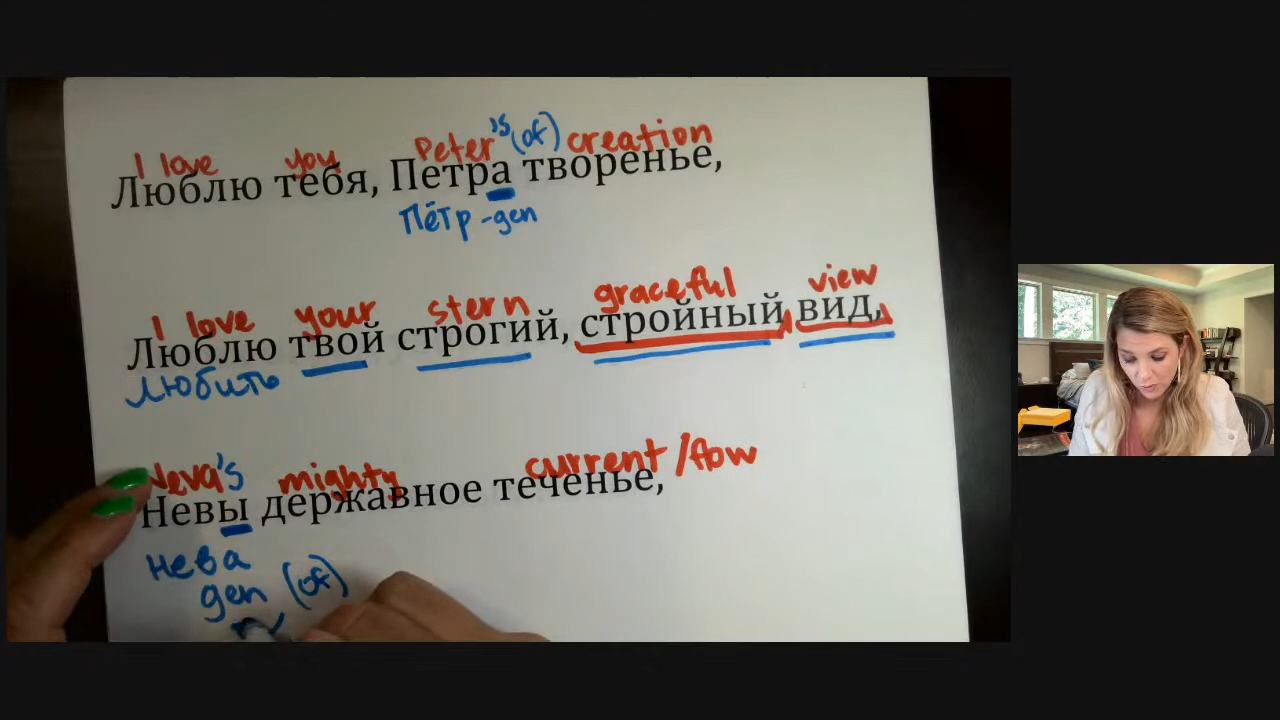 I love you Peter's (of) creation
Люблю тебя, Петра творенье,
Пётр - gen
I love your stern graceful view
Люблю твой строгий, стройный вид,
Любить
Neva's mighty current/flow
Невы державное теченье,
нева
gen (of)